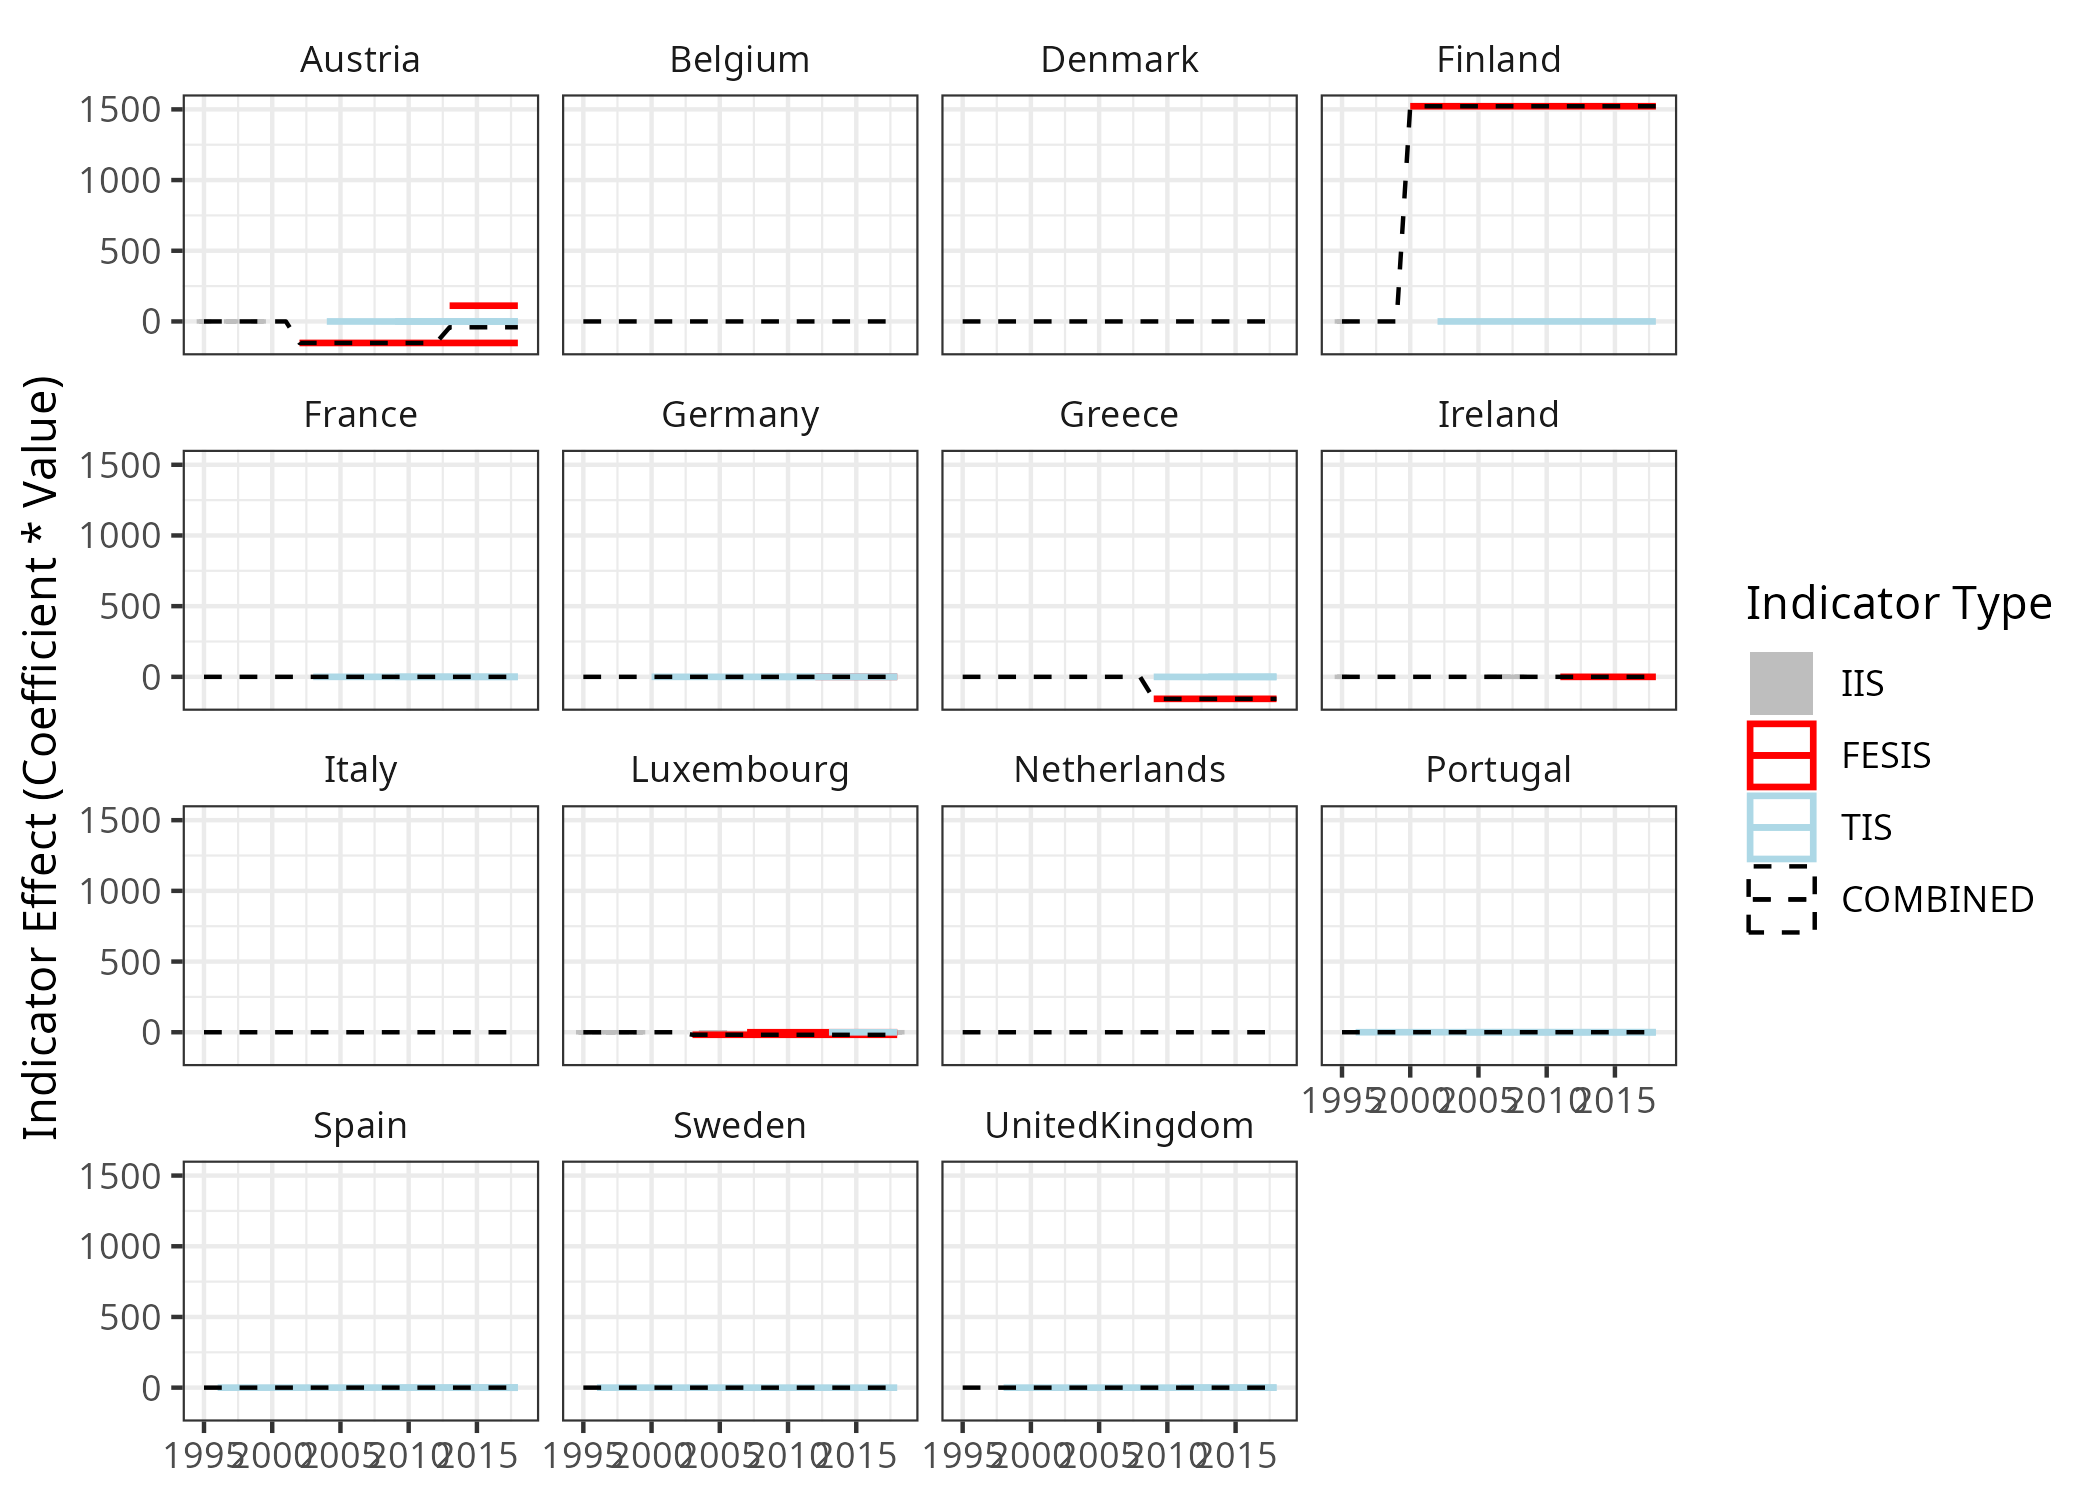 Austria Belgium Denmark Finland
1500
1000
500
0
France Germany Greece Ireland
1500
1000
500
0
Italy Luxembourg Netherlands Portugal
1500
1000
500
0
1995 2000 2005 2010 2015
Spain Sweden UnitedKingdom
1500
1000
500
0
1995 2000 2005 2010 2015 1995 2000 2005 2010 2015 1995 2000 2005 2010 2015
Indicator Effect (Coefficient * Value)
Indicator Type
IIS
FESIS
TIS
COMBINED